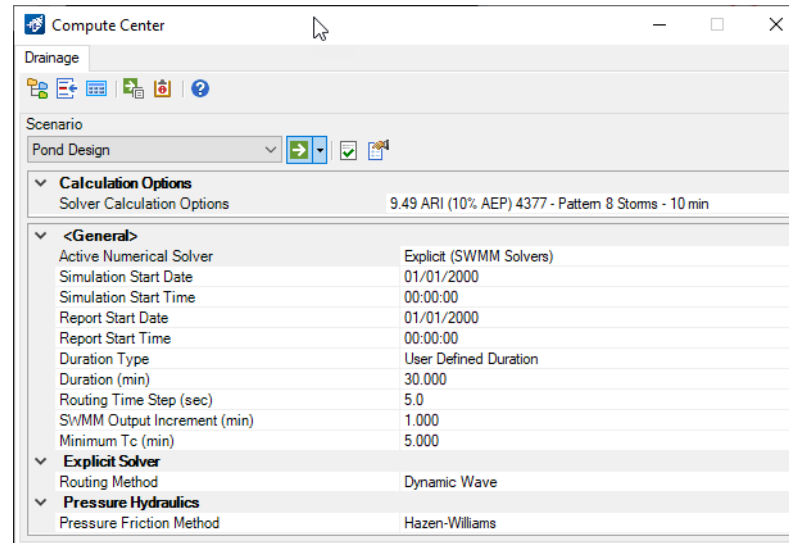 Compute Center
Drainage
Scenario
Pond Design
Calculation Options
Solver Calculation Options 9.49 ARI (10% AEP) 4377 - Pattern 8 Storms - 10 min
<General>
Active Numerical Solver Explicit (SWMM Solvers)
Simulation Start Date 01/01/2000
Simulation Start Time 00:00:00
Report Start Date 01/01/2000
Report Start Time 00:00:00
Duration Type User Defined Duration
Duration (min) 30.000
Routing Time Step (sec) 5.0
SWMM Output Increment (min) 1.000
Minimum Tc (min) 5.000
Explicit Solver
Routing Method Dynamic Wave
Pressure Hydraulics
Pressure Friction Method Hazen-Williams